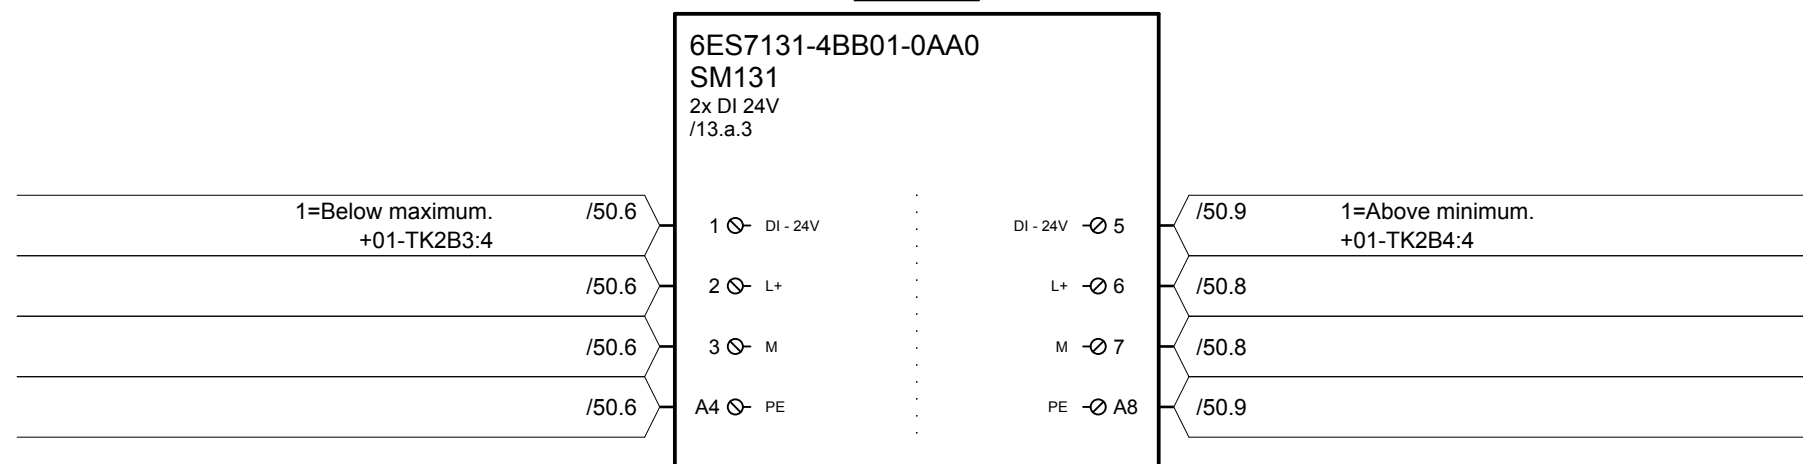 6ES7131-4BB01-0AA0
SM131
2x DI 24V
/13.a.3
1=Below maximum. /50.6 1 DI - 24V DI - 24V 5 /50.9 1=Above minimum.
+01-TK2B3:4 +01-TK2B4:4
/50.6 2 L+ L+ 6 /50.8
/50.6 3 M M 7 /50.8
/50.6 A4 PE PE A8 /50.9